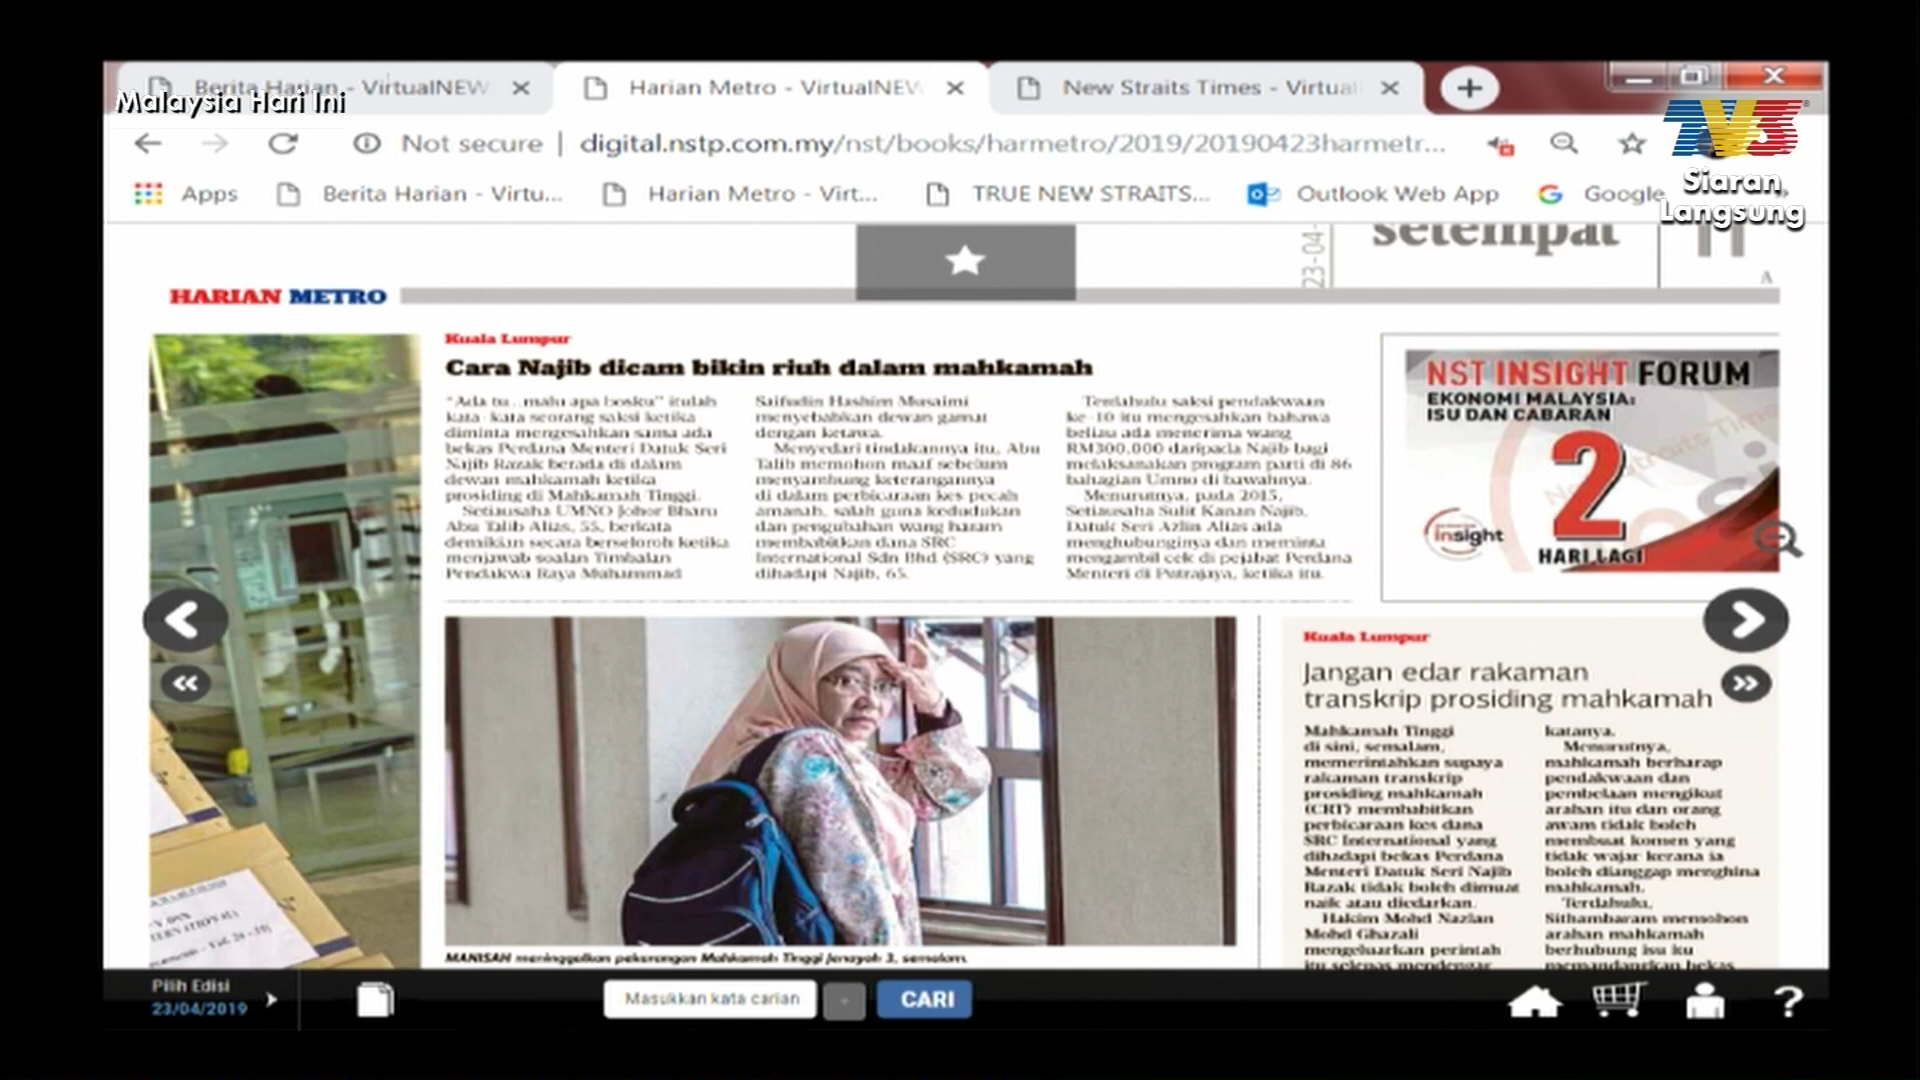 Berita Harian - VirtualNEW
Harian Metro - VirtualNEW
New Straits Times - Virtual
Malaysia Hari Ini
TV3
Siaran
Langsung
Not secure | digital.nstp.com.my/nst/books/harmetro/2019/20190423harmetr...
Apps
Berita Harian - Virtu...
Harian Metro - Virt...
TRUE NEW STRAITS...
Outlook Web App
Google
23-04-
setempat
11
A
HARIAN METRO
Kuala Lumpur
Cara Najib dicam bikin riuh dalam mahkamah
"Ada tu...malu apa bosku" itulah
kata-kata seorang saksi ketika
diminta mengesahkan sama ada
bekas Perdana Menteri Datuk Seri
Najib Razak berada di dalam
dewan mahkamah ketika
prosiding di Mahkamah Tinggi.
Setiausaha UMNO Johor Bharu
Abu Talib Alias, 55, berkata
demikian secara berseloroh ketika
menjawab soalan Timbalan
Pendakwa Raya Muhammad
Saifudin Hashim Musaimi
menyebabkan dewan gamat
dengan ketawa.
Menyedari tindakannya itu, Abu
Talib memohon maaf sebelum
menyambung keterangannya
di dalam perbicaraan kes pecah
amanah, salah guna kedudukan
dan pengubahan wang haram
membabitkan dana SRC
International Sdn Bhd (SRC) yang
dihadapi Najib, 65.
Terdahulu saksi pendakwaan
ke-10 itu mengesahkan bahawa
beliau ada menerima wang
RM300,000 daripada Najib bagi
melaksanakan program parti di 86
bahagian Umno di bawahnya.
Menurutnya, pada 2015,
Setiausaha Sulit Kanan Najib,
Datuk Seri Azlin Alias ada
menghubunginya dan meminta
mengambil cek di pejabat Perdana
Menteri di Putrajaya, ketika itu.
NST INSIGHT FORUM
EKONOMI MALAYSIA:
ISU DAN CABARAN
2
insight
HARI LAGI
MANISAH meninggalkan pekarangan Mahkamah Tinggi Jenayah 3, semalam.
Kuala Lumpur
Jangan edar rakaman
transkrip prosiding mahkamah
Mahkamah Tinggi
di sini, semalam,
memerintahkan supaya
rakaman transkrip
prosiding mahkamah
(CRT) membabitkan
perbicaraan kes dana
SRC International yang
dihadapi bekas Perdana
Menteri Datuk Seri Najib
Razak tidak boleh dimuat
naik atau diedarkan.
Hakim Mohd Nazlan
Mohd Ghazali
mengeluarkan perintah
itu selepas mendengar
katanya.
Menurutnya,
mahkamah berharap
pendakwaan dan
pembelaan mengikut
arahan itu dan orang
awam tidak boleh
membuat komen yang
tidak wajar kerana ia
boleh dianggap menghina
mahkamah.
Terdahulu,
Sithambaram memohon
arahan mahkamah
berhubung isu itu
memandangkan bekas
Pilih Edisi
23/04/2019
Masukkan kata carian
CARI
?